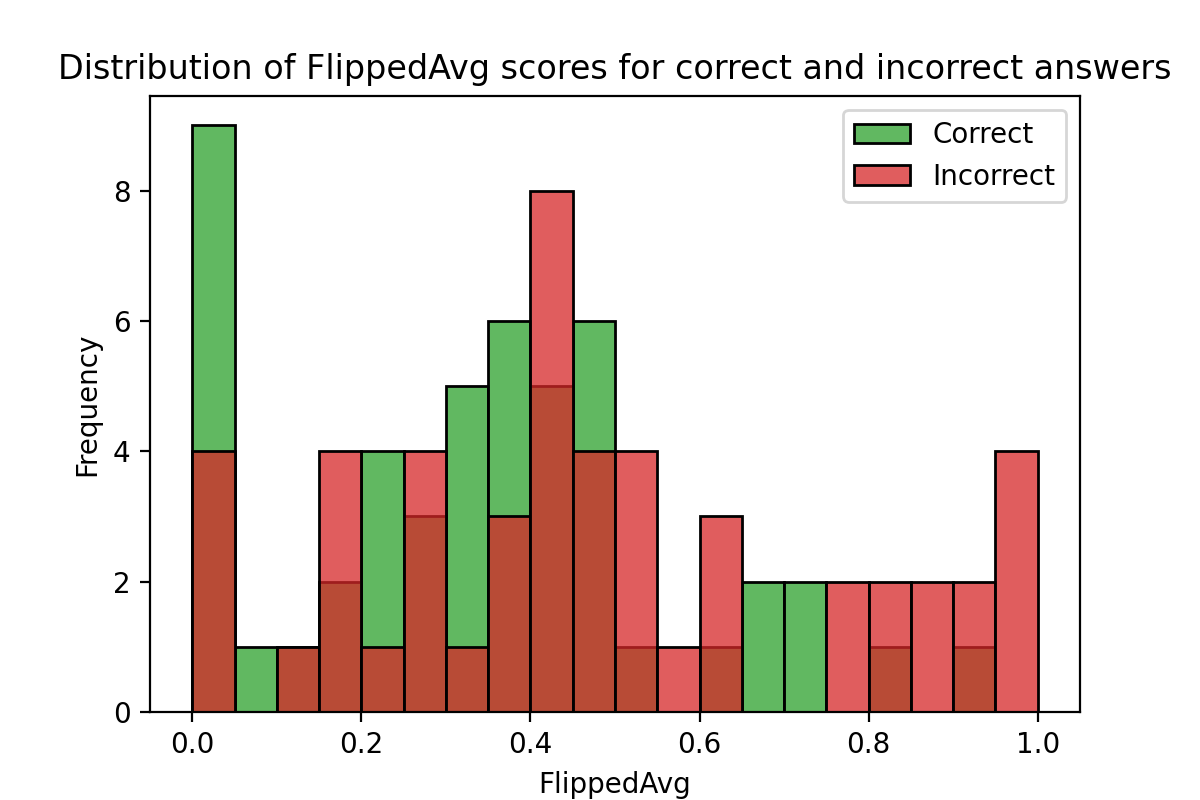 Distribution of FlippedAvg scores for correct and incorrect answers
Correct
Incorrect
Frequency
8
6
4
2
0
0.0 0.2 0.4 0.6 0.8 1.0
FlippedAvg